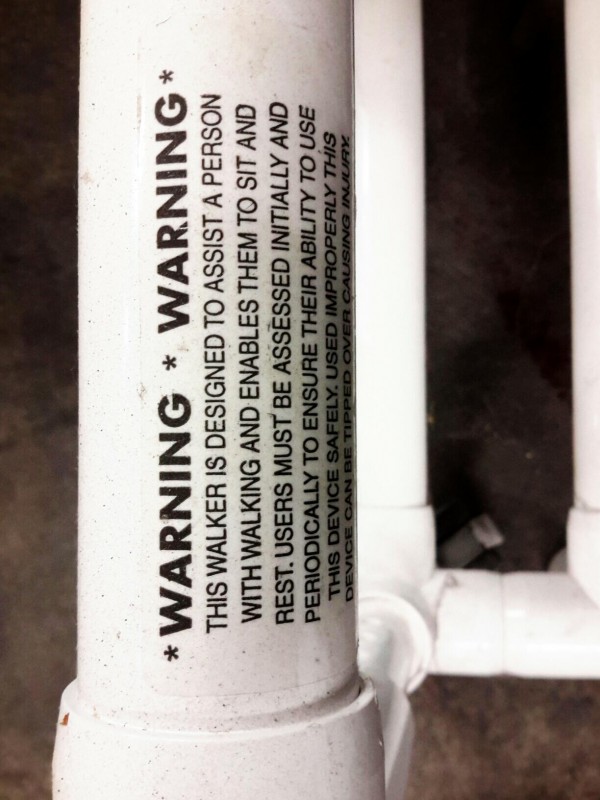 *WARNING * WARNING*
THIS WALKER IS DESIGNED TO ASSIST A PERSON
WITH WALKING AND ENABLES THEM TO SIT AND
REST. USERS MUST BE ASSESSED INITIALLY AND
PERIODICALLY TO ENSURE THEIR ABILITY TO USE
THIS DEVICE SAFELY. USED IMPROPERLY THIS
DEVICE CAN BE TIPPED OVER CAUSING INJURY.